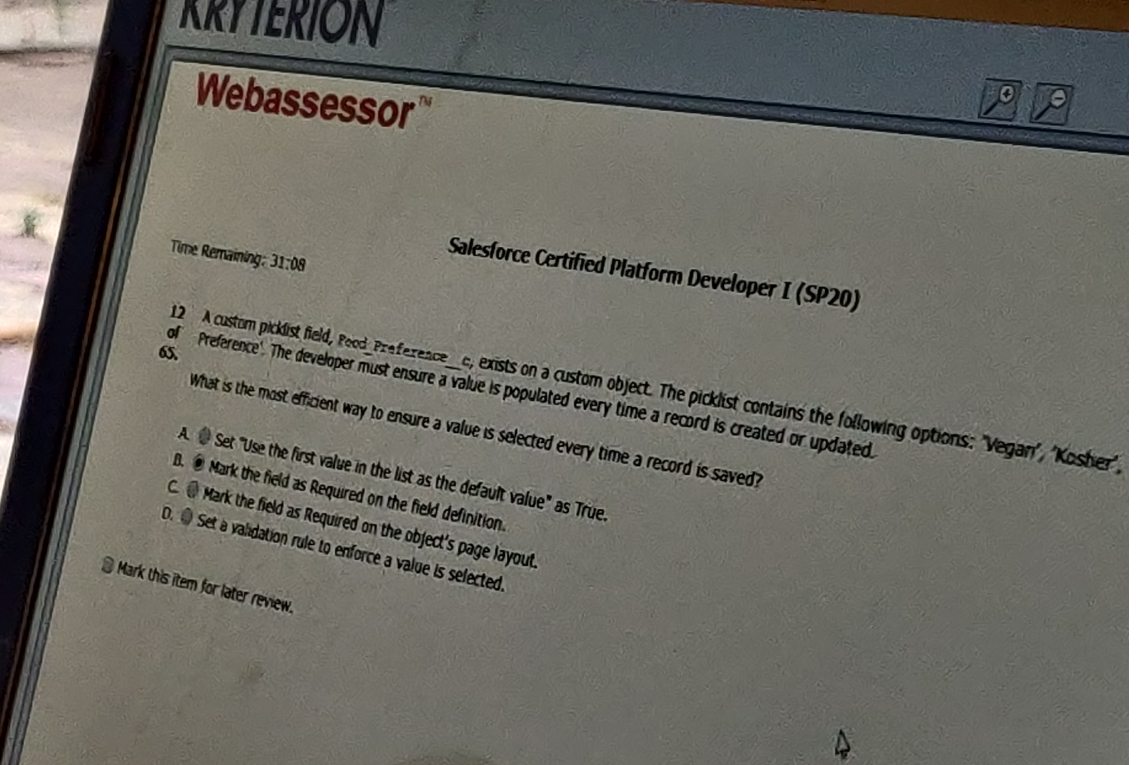 KRYTERION
Webassessor™
Salesforce Certified Platform Developer I (SP20)
Time Remaining: 31:08
12 of 65. A custom picklist field, Food_Preference__c, exists on a custom object. The picklist contains the following options: 'Vegan', 'Kosher',
Preference'. The developer must ensure a value is populated every time a record is created or updated.
What is the most efficient way to ensure a value is selected every time a record is saved?
A. Set "Use the first value in the list as the default value" as True.
B. Mark the field as Required on the field definition.
C. Mark the field as Required on the object's page layout.
D. Set a validation rule to enforce a value is selected.
Mark this item for later review.